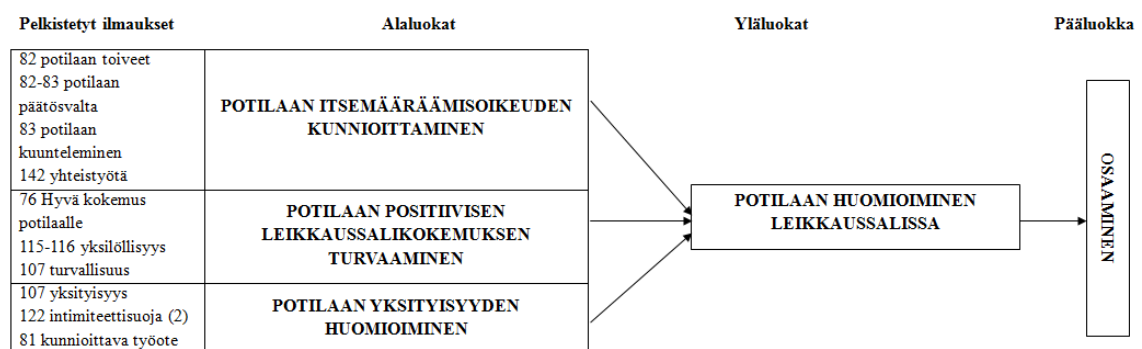 Pelkistetyt ilmaukset
Alaluokat
Yläluokat
Pääluokka
82 potilaan toiveet
82-83 potilaan
päätösvalta
83 potilaan
kuunteleminen
142 yhteistyötä
POTILAAN ITSEMÄÄRÄÄMISOIKEUDEN
KUNNIOITTAMINEN
76 Hyvä kokemus
potilaalle
115-116 yksilöllisyys
107 turvallisuus
POTILAAN POSITIIVISEN
LEIKKAUSSALIKOKEMUKSEN
TURVAAMINEN
107 yksityisyys
122 intimiteettisuoja (2)
81 kunnioittava työote
POTILAAN YKSITYISYYDEN
HUOMIOIMINEN
POTILAAN HUOMIOIMINEN
LEIKKAUSSALISSA
OSAAMINEN